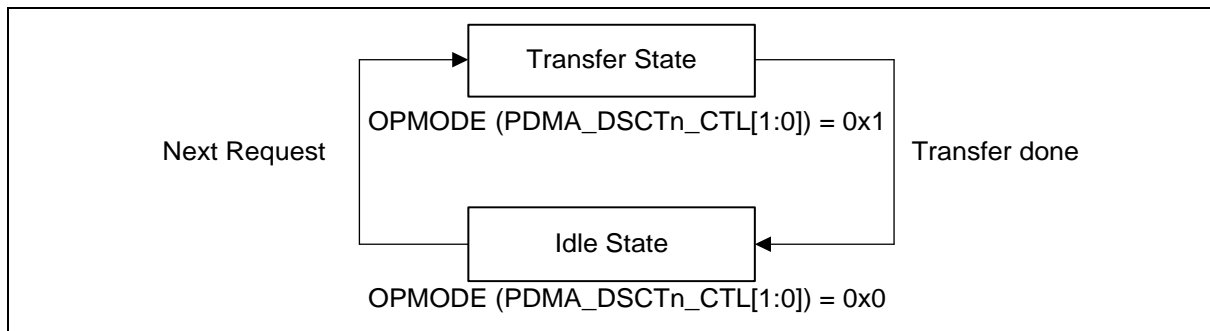 Transfer State
OPMODE (PDMA_DSCTn_CTL[1:0]) = 0x1
Next Request
Transfer done
Idle State
OPMODE (PDMA_DSCTn_CTL[1:0]) = 0x0